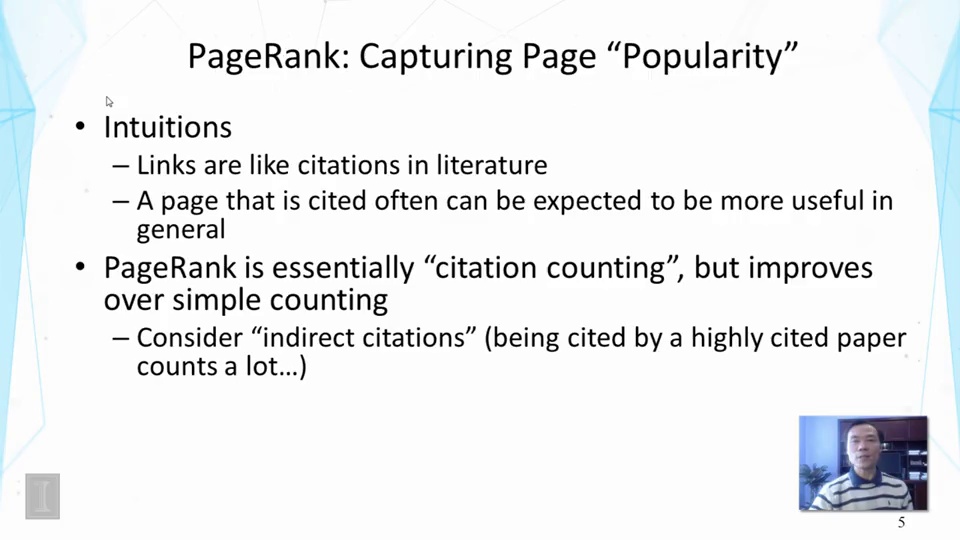 PageRank: Capturing Page “Popularity”
• Intuitions
– Links are like citations in literature
– A page that is cited often can be expected to be more useful in
general
• PageRank is essentially “citation counting”, but improves
over simple counting
– Consider “indirect citations” (being cited by a highly cited paper
counts a lot…)
I
5